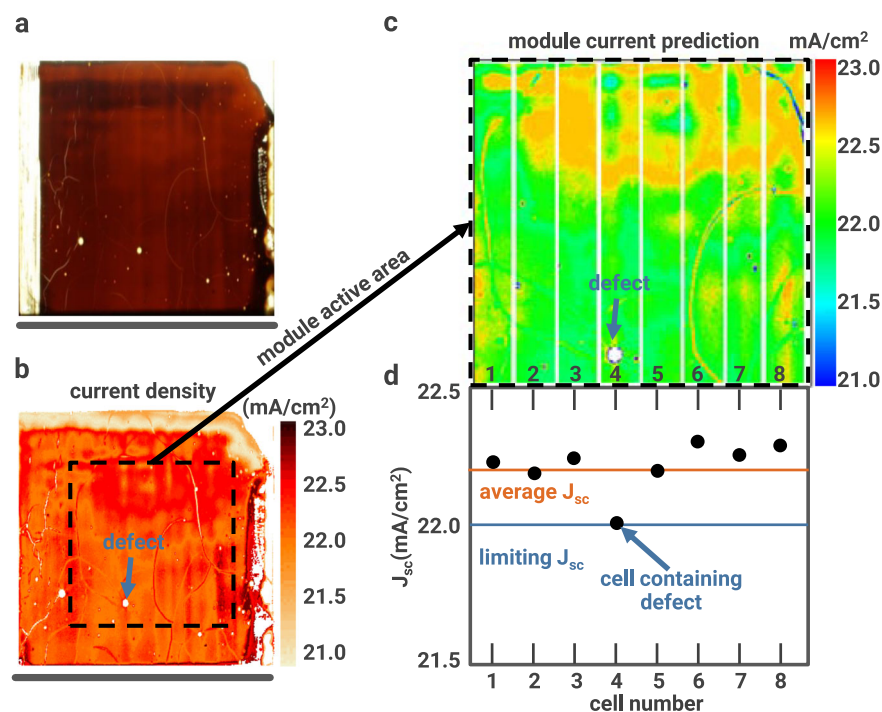 a
b
current density
(mA/cm²)
23.0
22.5
22.0
21.5
21.0
defect
module active area
c
module current prediction
mA/cm²
23.0
22.5
22.0
21.5
21.0
defect
1 2 3 4 5 6 7 8
d
22.5
22.0
21.5
J_sc(mA/cm²)
average J_sc
limiting J_sc
cell containing
defect
1 2 3 4 5 6 7 8
cell number